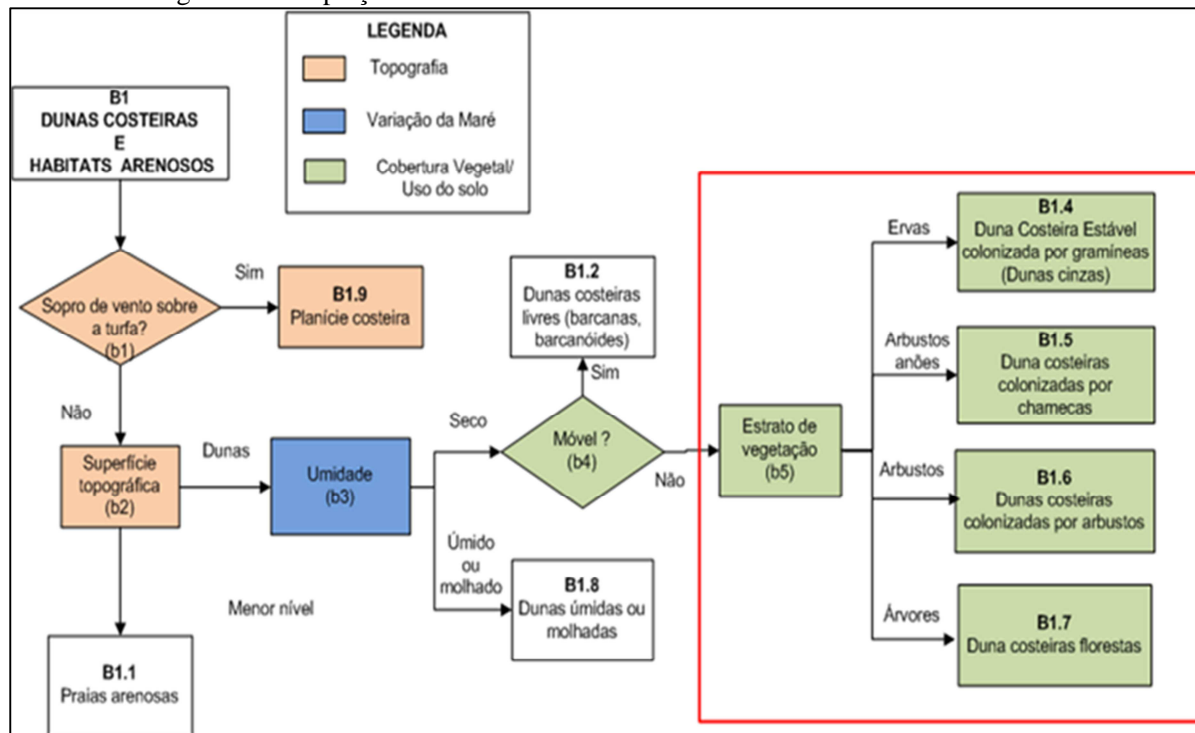 LEGENDA
Topografia
Variação da Maré
Cobertura Vegetal/
Uso do solo
B1
DUNAS COSTEIRAS
E
HABITATS ARENOSOS
Sopro de vento sobre
a turfa?
(b1)
Sim
B1.9
Planície costeira
Não
Superfície
topográfica
(b2)
Dunas
Umidade
(b3)
Menor nível
B1.1
Praias arenosas
Seco
Úmido
ou
molhado
B1.2
Dunas costeiras
livres (barcanas,
barcanóides)
Sim
Móvel ?
(b4)
Não
B1.8
Dunas úmidas ou
molhadas
Estrato de
vegetação
(b5)
Ervas
B1.4
Duna Costeira Estável
colonizada por gramíneas
(Dunas cinzas)
Arbustos
anões
B1.5
Duna costeiras
colonizadas por
chamecas
Arbustos
B1.6
Dunas costeiras
colonizadas por arbustos
Árvores
B1.7
Duna costeiras florestas